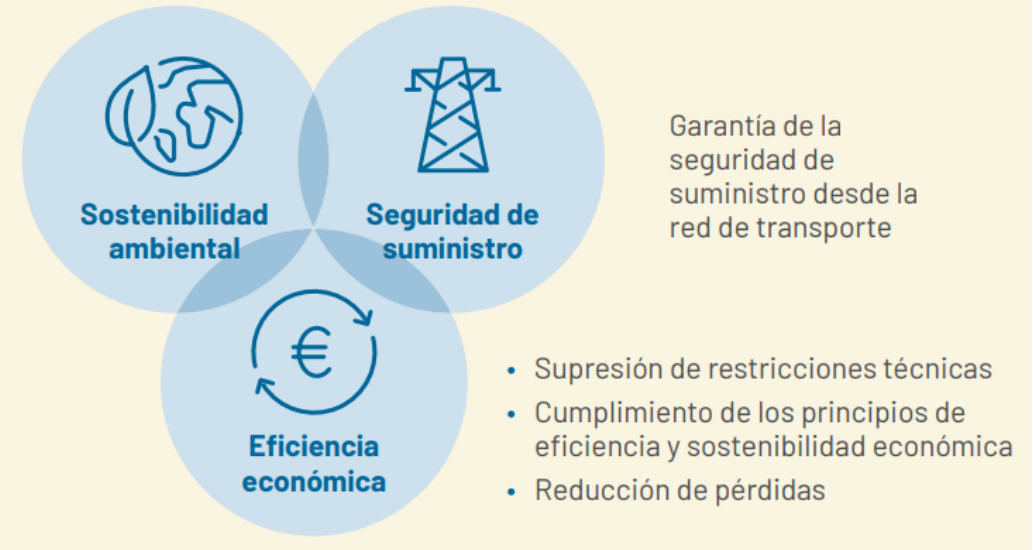 Sostenibilidad
ambiental
Seguridad de
suministro
Garantía de la
seguridad de
suministro desde la
red de transporte
€
Eficiencia
económica
• Supresión de restricciones técnicas
• Cumplimiento de los principios de
eficiencia y sostenibilidad económica
• Reducción de pérdidas